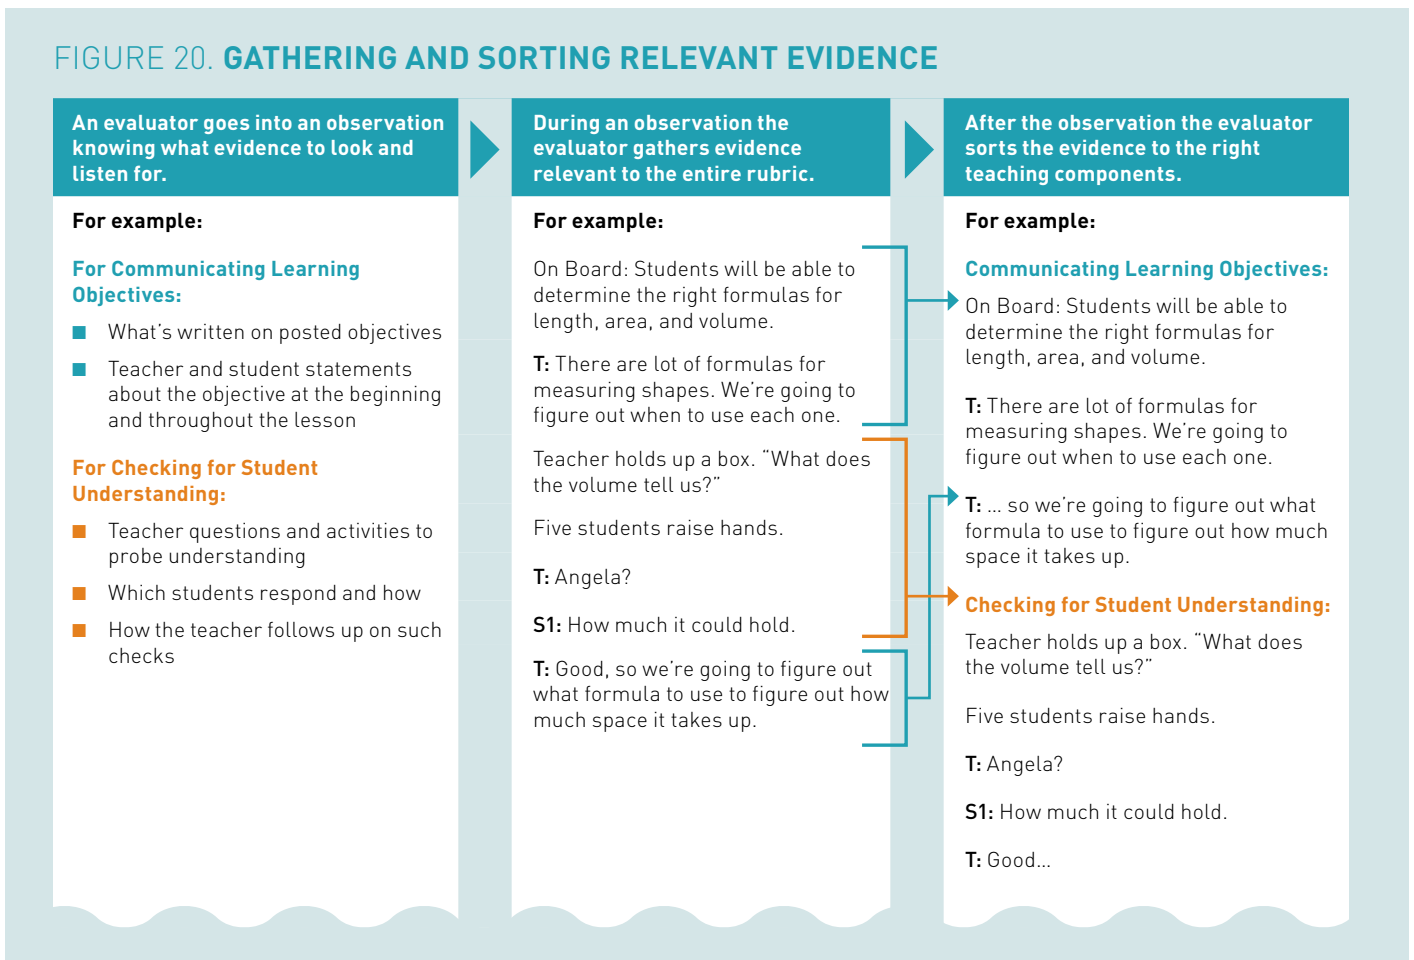 FIGURE 20. GATHERING AND SORTING RELEVANT EVIDENCE
An evaluator goes into an observation
knowing what evidence to look and
listen for.
For example:
For Communicating Learning
Objectives:
What's written on posted objectives
Teacher and student statements
about the objective at the beginning
and throughout the lesson
For Checking for Student
Understanding:
Teacher questions and activities to
probe understanding
Which students respond and how
How the teacher follows up on such
checks
During an observation the
evaluator gathers evidence
relevant to the entire rubric.
For example:
On Board: Students will be able to
determine the right formulas for
length, area, and volume.
T: There are lot of formulas for
measuring shapes. We're going to
figure out when to use each one.
Teacher holds up a box. “What does
the volume tell us?”
Five students raise hands.
T: Angela?
S1: How much it could hold.
T: Good, so we're going to figure out
what formula to use to figure out how
much space it takes up.
After the observation the evaluator
sorts the evidence to the right
teaching components.
For example:
Communicating Learning Objectives:
On Board: Students will be able to
determine the right formulas for
length, area, and volume.
T: There are lot of formulas for
measuring shapes. We're going to
figure out when to use each one.
T: … so we're going to figure out what
formula to use to figure out how much
space it takes up.
Checking for Student Understanding:
Teacher holds up a box. “What does
the volume tell us?”
Five students raise hands.
T: Angela?
S1: How much it could hold.
T: Good…